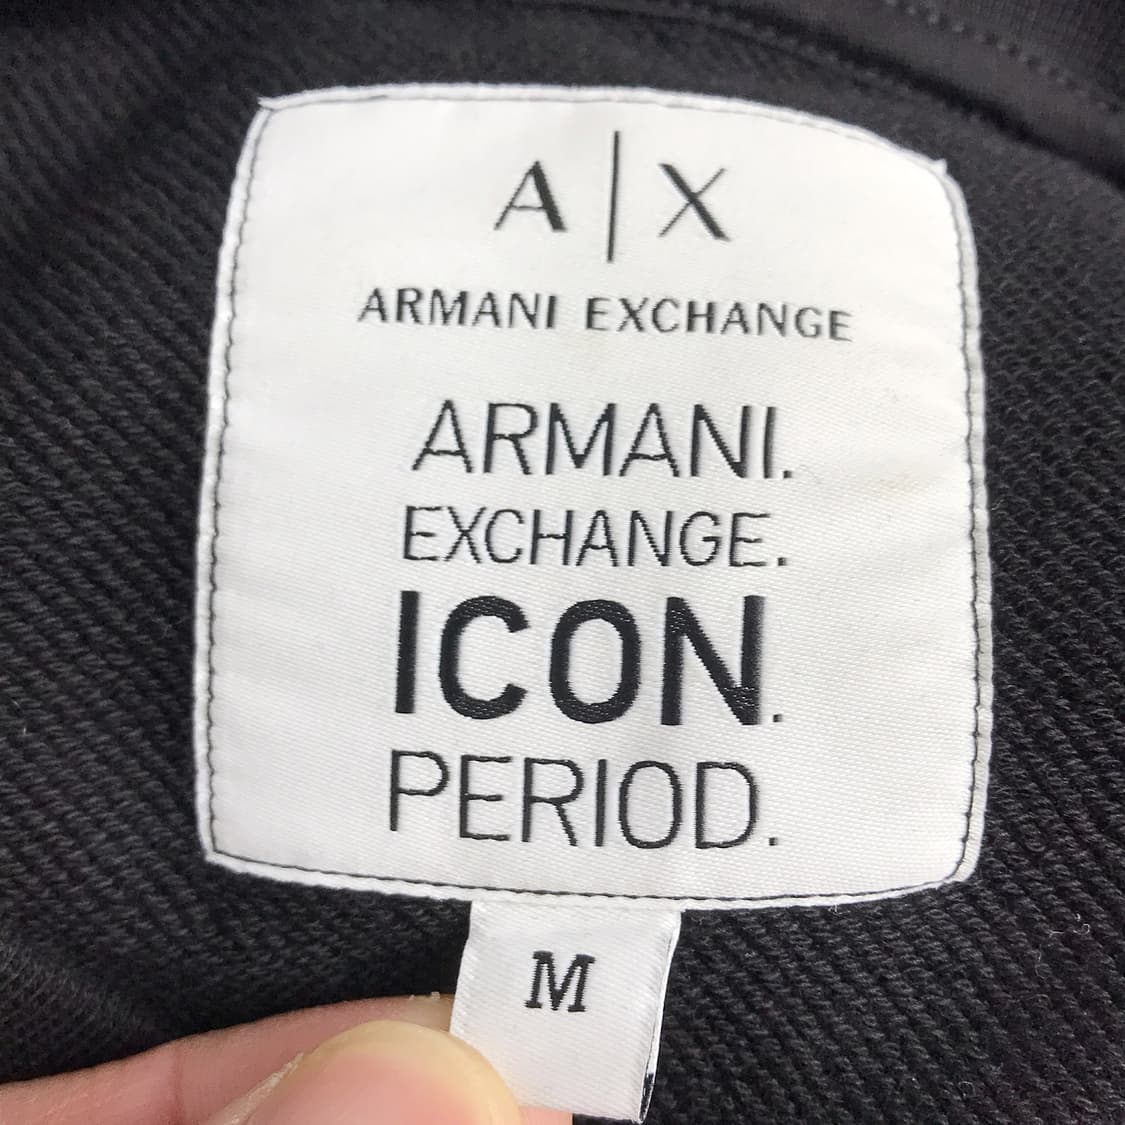 A|X
ARMANI EXCHANGE
ARMANI.
EXCHANGE.
ICON.
PERIOD.
M